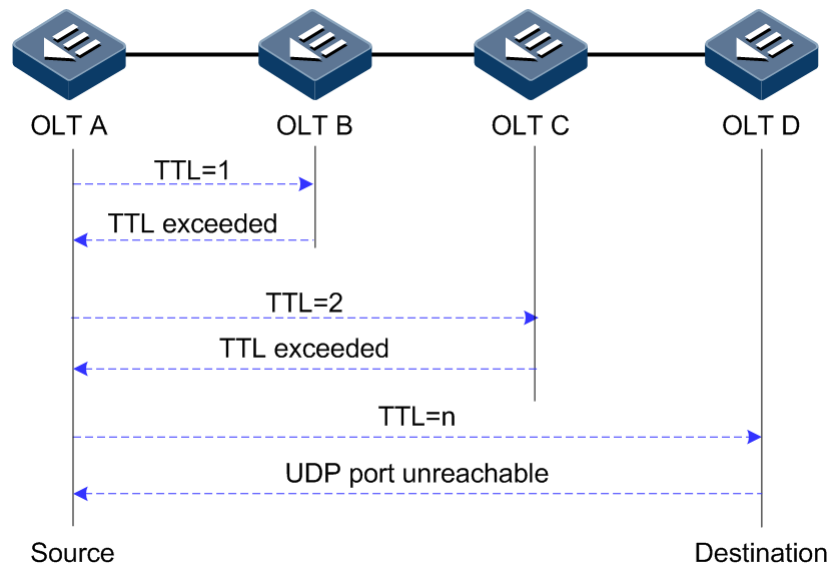 OLT A
OLT B
OLT C
OLT D
TTL=1
TTL exceeded
TTL=2
TTL exceeded
TTL=n
UDP port unreachable
Source
Destination